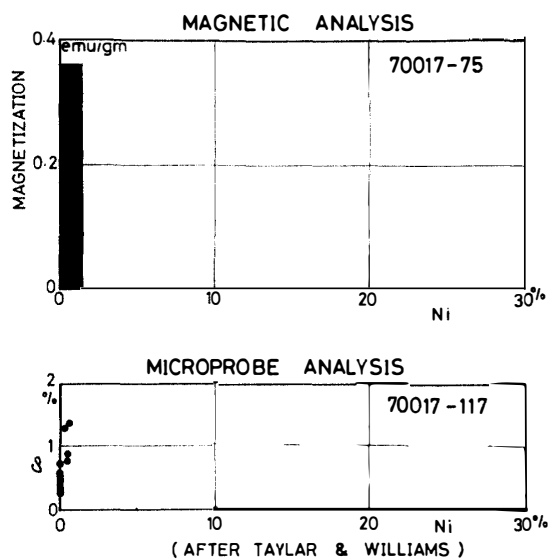 MAGNETIC ANALYSIS
0.4
emu/gm
70017-75
MAGNETIZATION
0.2
0
0 10 20 30%
Ni
MICROPROBE ANALYSIS
2
%
70017-117
Co
1
0
0 10 20 30%
Ni
( AFTER TAYLAR & WILLIAMS )